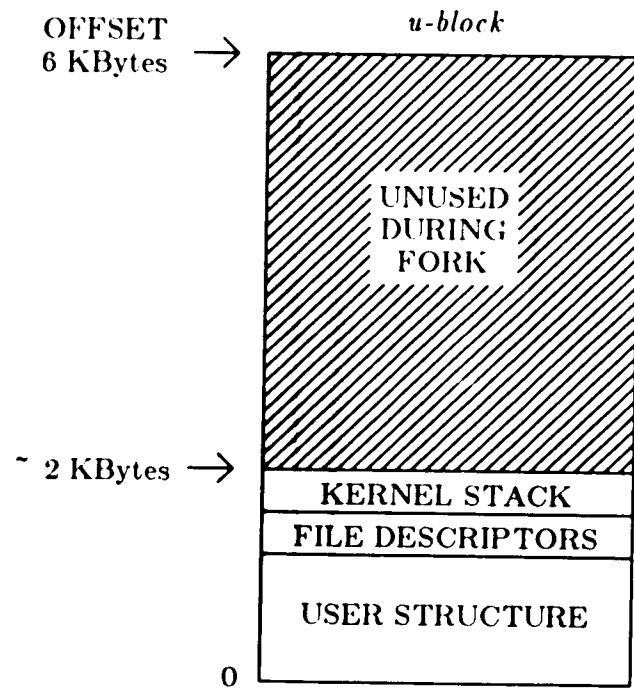 OFFSET
6 KBytes →
u-block
UNUSED
DURING
FORK
~ 2 KBytes →
KERNEL STACK
FILE DESCRIPTORS
USER STRUCTURE
0